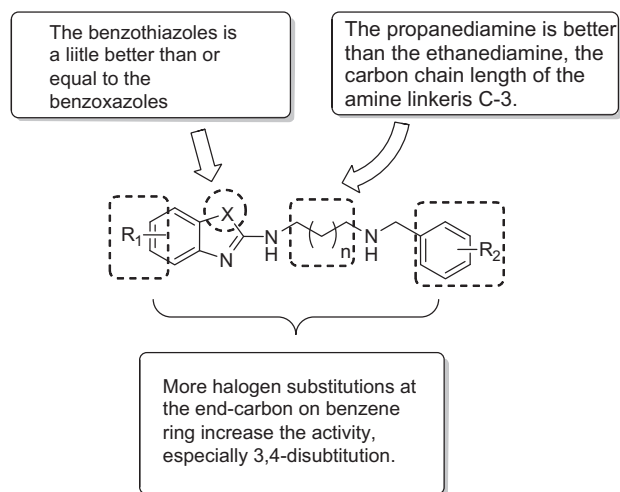 The benzothiazoles is
a liitle better than or
equal to the
benzoxazoles
The propanediamine is better
than the ethanediamine, the
carbon chain length of the
amine linkeris C-3.
R1
X
N
N
H
n
N
H
R2
More halogen substitutions at
the end-carbon on benzene
ring increase the activity,
especially 3,4-disubtitution.